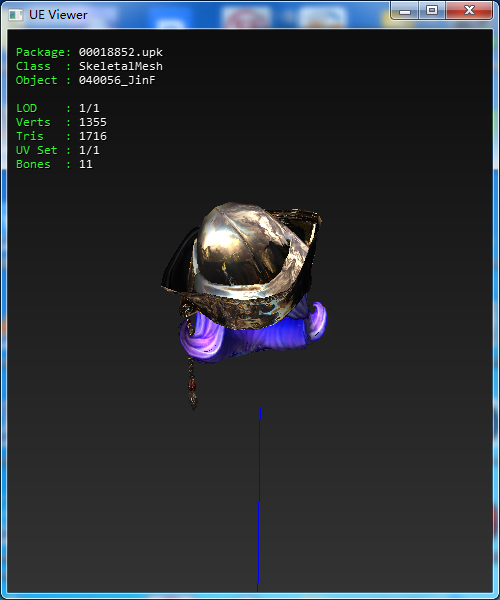 UE Viewer
Package: 00018852.upk
Class : SkeletalMesh
Object : 040056_JinF
LOD : 1/1
Verts : 1355
Tris : 1716
UV Set : 1/1
Bones : 11